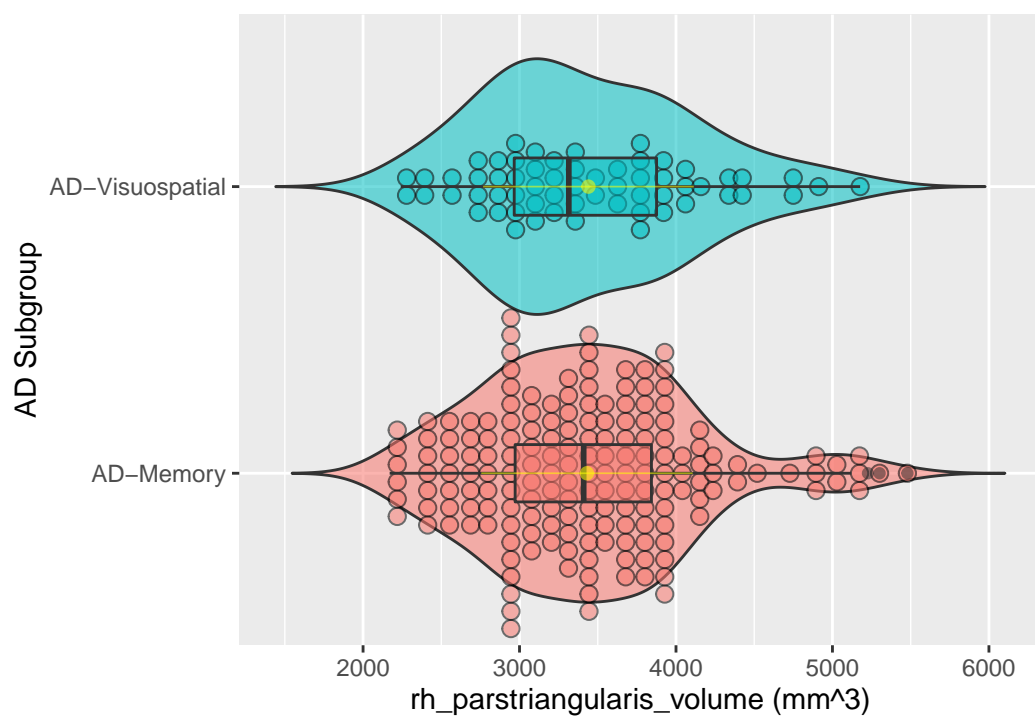 AD Subgroup
AD−Visuospatial
AD−Memory
2000 3000 4000 5000 6000
rh_parstriangularis_volume (mm^3)